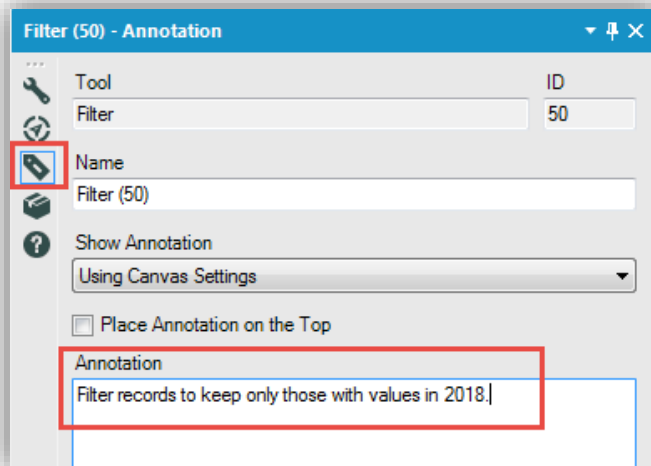 Filter (50) - Annotation
Tool ID
Filter 50
Name
Filter (50)
Show Annotation
Using Canvas Settings
Place Annotation on the Top
Annotation
Filter records to keep only those with values in 2018.